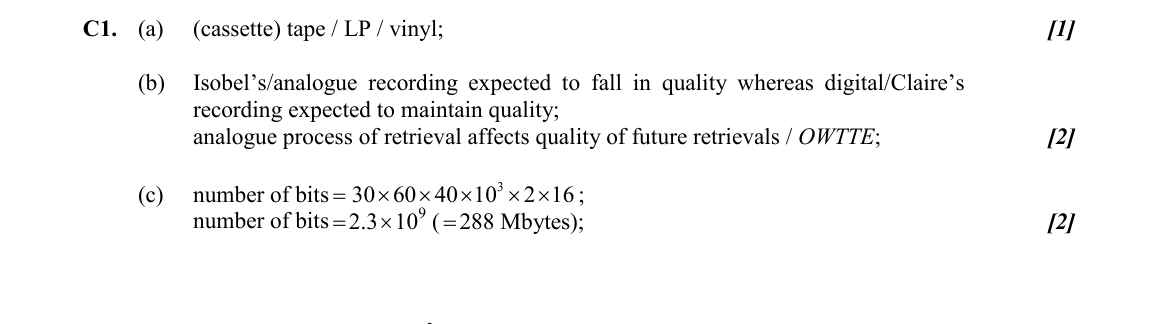 C1. (a) (cassette) tape / LP / vinyl; [1]
(b) Isobel's/analogue recording expected to fall in quality whereas digital/Claire's
recording expected to maintain quality;
analogue process of retrieval affects quality of future retrievals / OWTTE; [2]
(c) number of bits = 30×60×40×10³×2×16;
number of bits = 2.3×10⁹ (=288 Mbytes); [2]